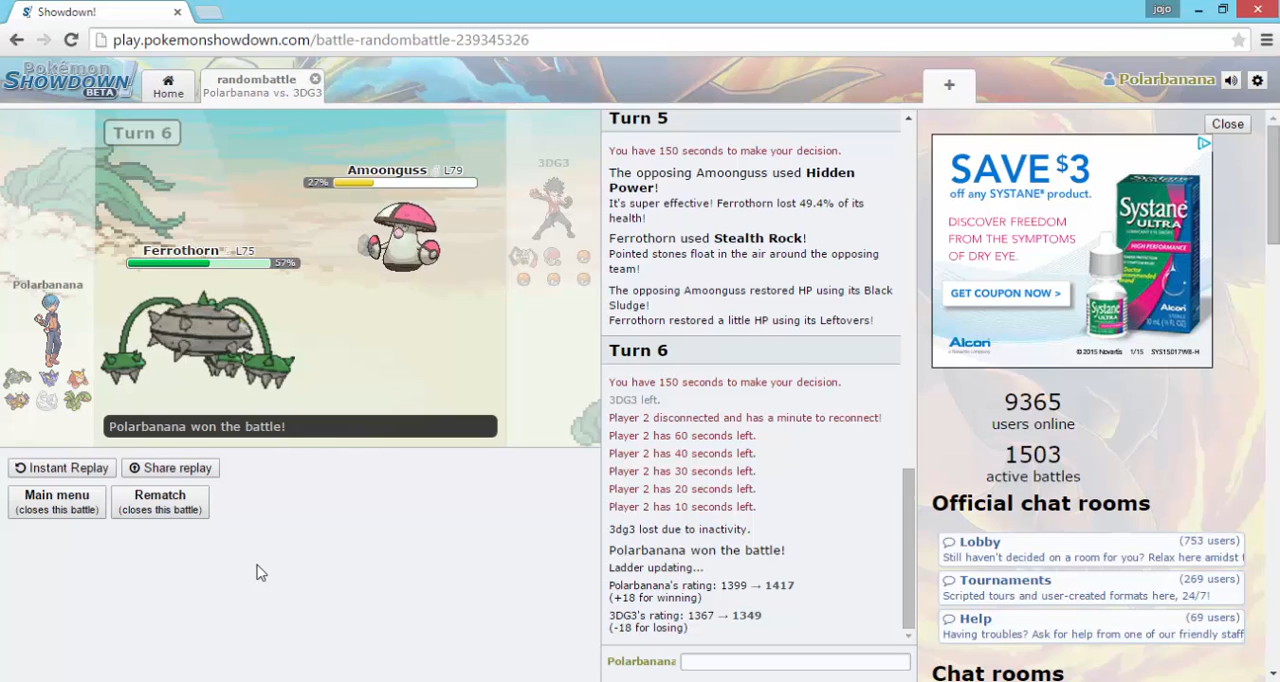 Showdown!
jojo
play.pokemonshowdown.com/battle-randombattle-239345326
Pokémon
SHOWDOWN
BETA
Home
randombattle
Polarbanana vs. 3DG3
+
Polarbanana
Turn 6
Amoonguss L79
27%
3DG3
Ferrothorn L75
57%
Polarbanana
Polarbanana won the battle!
Instant Replay
Share replay
Main menu
(closes this battle)
Rematch
(closes this battle)
Turn 5
You have 150 seconds to make your decision.
The opposing Amoonguss used Hidden
Power!
It's super effective! Ferrothorn lost 49.4% of its
health!
Ferrothorn used Stealth Rock!
Pointed stones float in the air around the opposing
team!
The opposing Amoonguss restored HP using its Black
Sludge!
Ferrothorn restored a little HP using its Leftovers!
Turn 6
You have 150 seconds to make your decision.
3DG3 left.
Player 2 disconnected and has a minute to reconnect!
Player 2 has 60 seconds left.
Player 2 has 40 seconds left.
Player 2 has 30 seconds left.
Player 2 has 20 seconds left.
Player 2 has 10 seconds left.
3dg3 lost due to inactivity.
Polarbanana won the battle!
Ladder updating...
Polarbanana's rating: 1399 → 1417
(+18 for winning)
3DG3's rating: 1367 → 1349
(-18 for losing)
Polarbanana
Close
SAVE $3
off any SYSTANE® product.
DISCOVER FREEDOM
FROM THE SYMPTOMS
OF DRY EYE.
GET COUPON NOW >
Alcon
©2015 Novartis 1/15 SYS15017W8-H
Systane
ULTRA
HIGH PERFORMANCE
Systane
ULTRA
Alcon
9365
users online
1503
active battles
Official chat rooms
Lobby (753 users)
Still haven't decided on a room for you? Relax here amidst t
Tournaments (269 users)
Scripted tours and user-created formats here, 24/7!
Help (69 users)
Having troubles? Ask for help from one of our friendly staff
Chat rooms